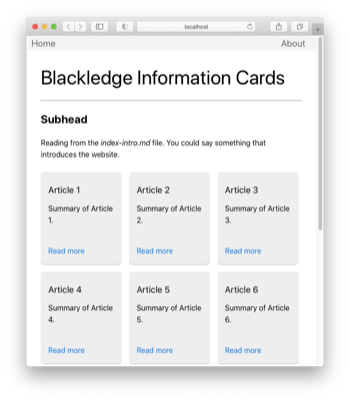 localhost
Home
About
Blackledge Information Cards
Subhead
Reading from the index-intro.md file. You could say something that
introduces the website.
Article 1
Summary of Article
1.
Read more
Article 2
Summary of Article
2.
Read more
Article 3
Summary of Article
3.
Read more
Article 4
Summary of Article
4.
Read more
Article 5
Summary of Article
5.
Read more
Article 6
Summary of Article
6.
Read more